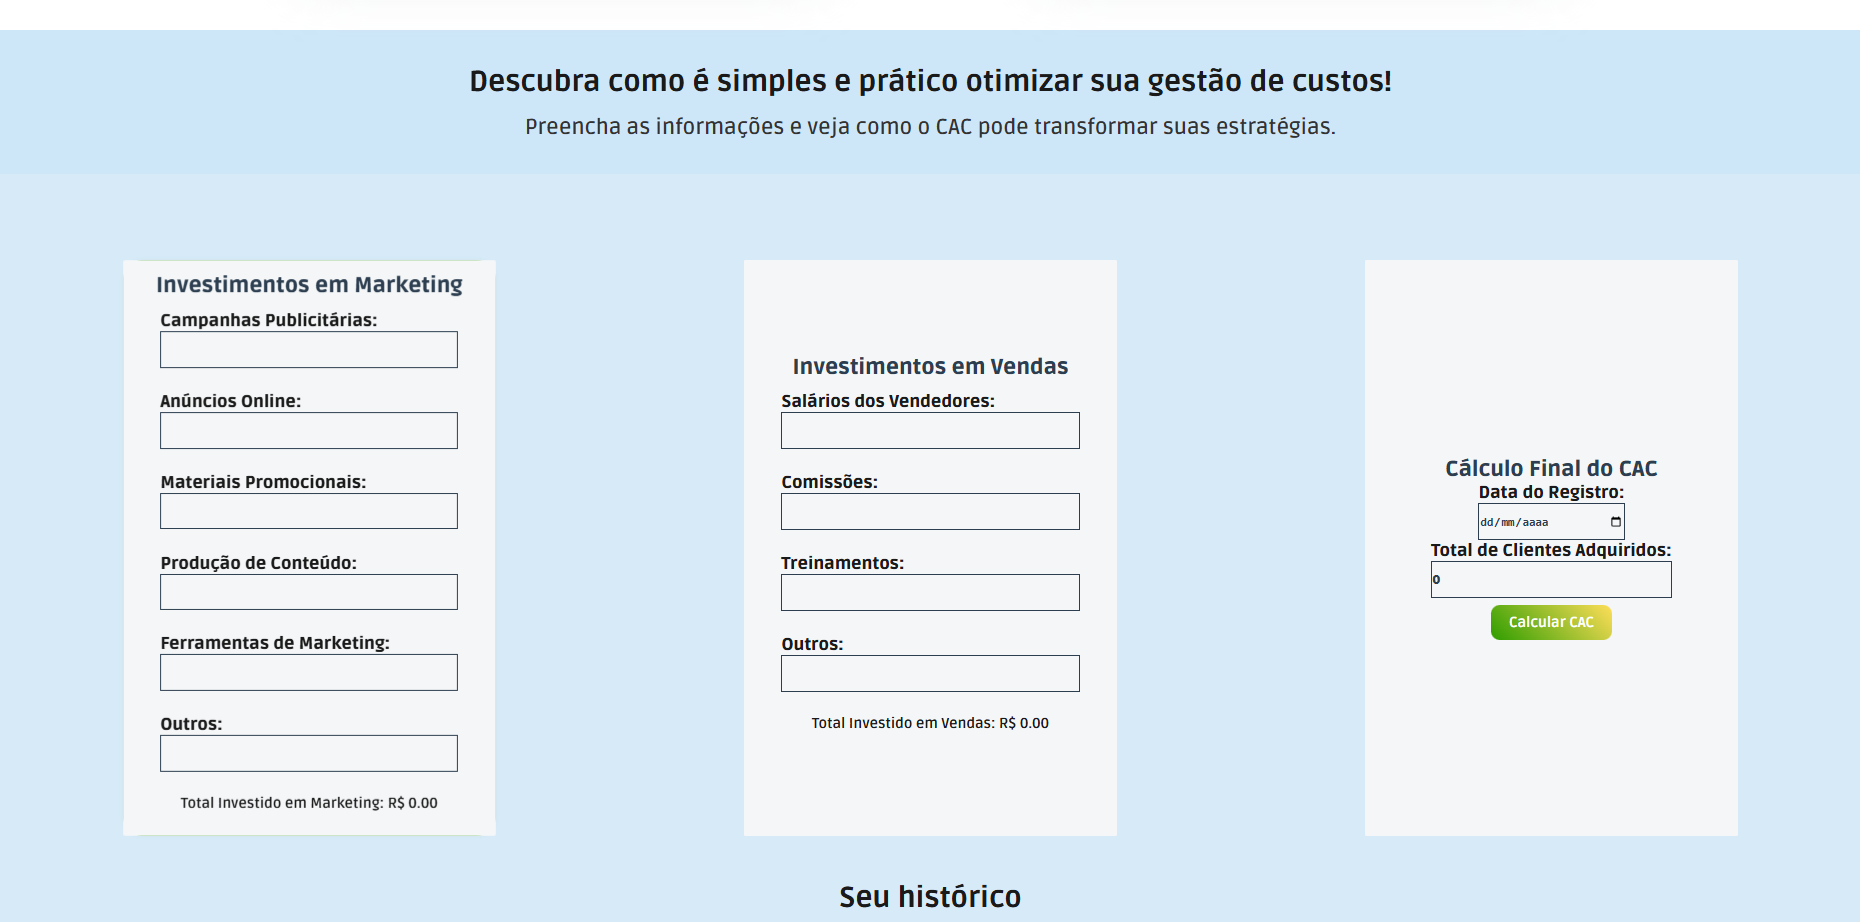 Descubra como é simples e prático otimizar sua gestão de custos!
Preencha as informações e veja como o CAC pode transformar suas estratégias.
Investimentos em Marketing
Campanhas Publicitárias:
Anúncios Online:
Materiais Promocionais:
Produção de Conteúdo:
Ferramentas de Marketing:
Outros:
Total Investido em Marketing: R$ 0.00
Investimentos em Vendas
Salários dos Vendedores:
Comissões:
Treinamentos:
Outros:
Total Investido em Vendas: R$ 0.00
Cálculo Final do CAC
Data do Registro:
dd/mm/aaaa
Total de Clientes Adquiridos:
0
Calcular CAC
Seu histórico